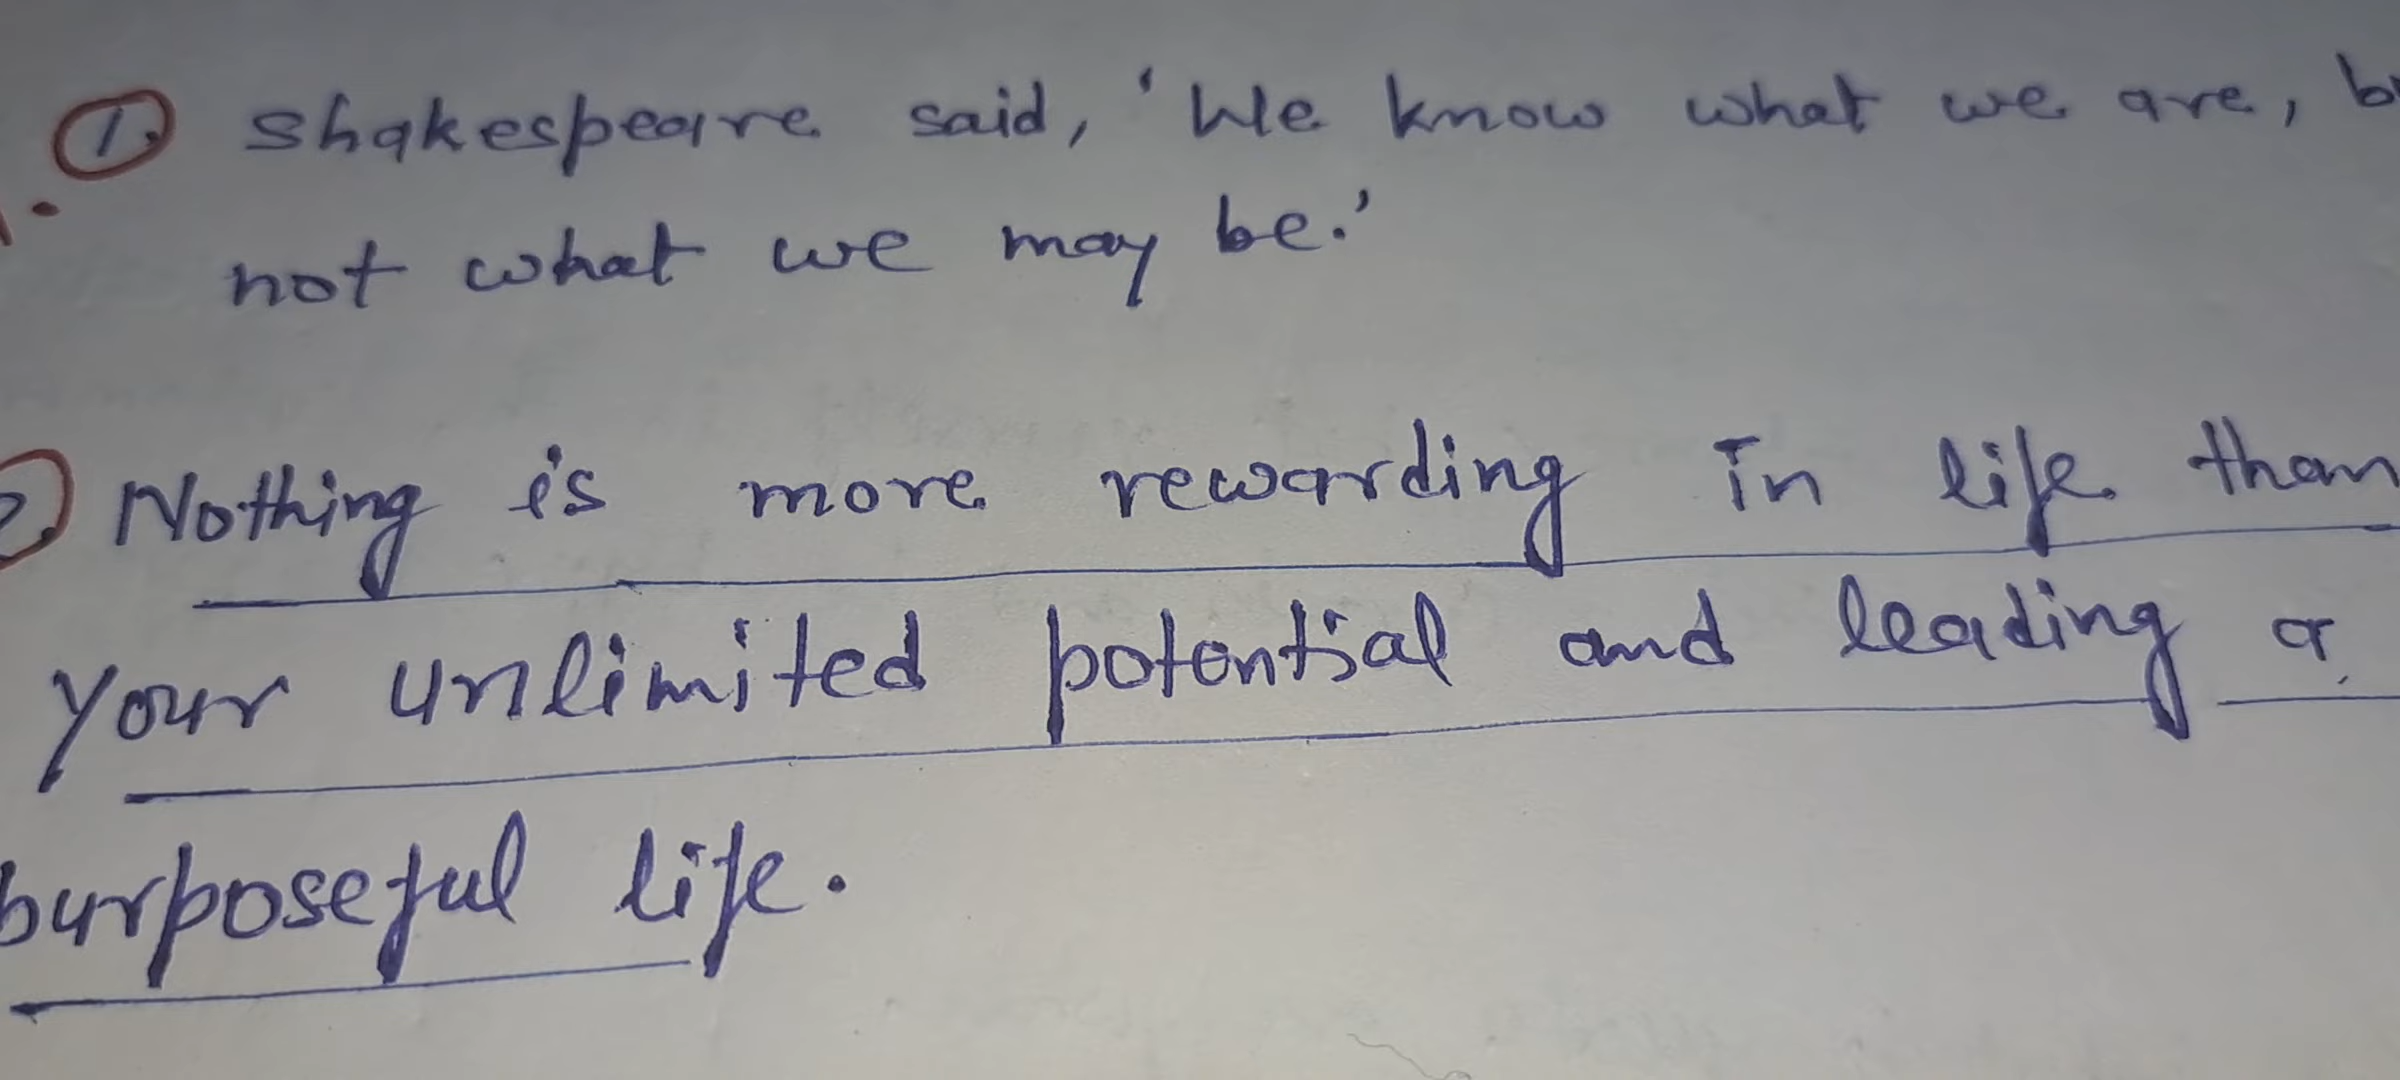 1. Shakespeare said, 'We know what we are, b
not what we may be.'
2. Nothing is more rewarding in life than
your unlimited potential and leading a
purposeful life.